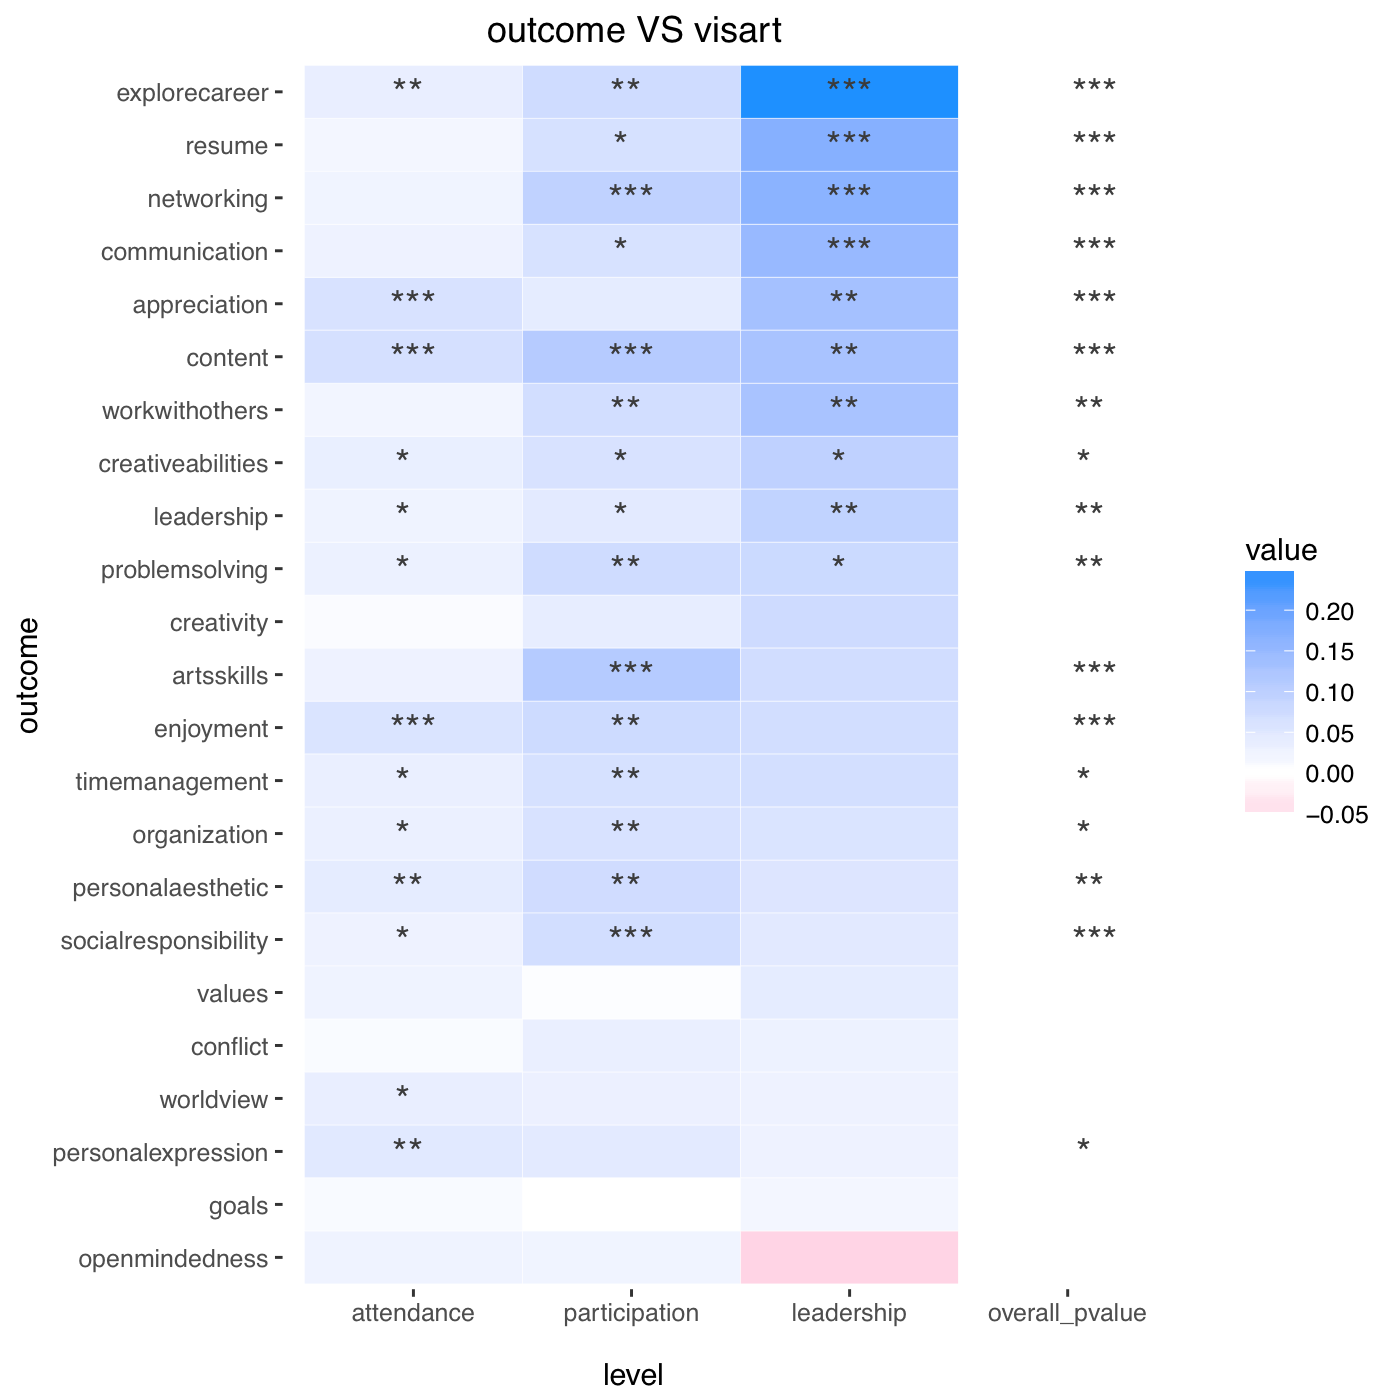 outcome VS visart
explorecareer ** ** *** ***
resume * *** ***
networking *** *** ***
communication * *** ***
appreciation *** ** ***
content *** *** ** ***
workwithothers ** ** **
creativeabilities * * * *
leadership * * ** **
problemsolving * ** * **
creativity
artsskills *** ***
enjoyment *** ** ***
timemanagement * ** *
organization * ** *
personalaesthetic ** ** **
socialresponsibility * *** ***
values
conflict
worldview *
personalexpression ** *
goals
openmindedness
attendance participation leadership overall_pvalue
level
outcome
value
0.20
0.15
0.10
0.05
0.00
−0.05